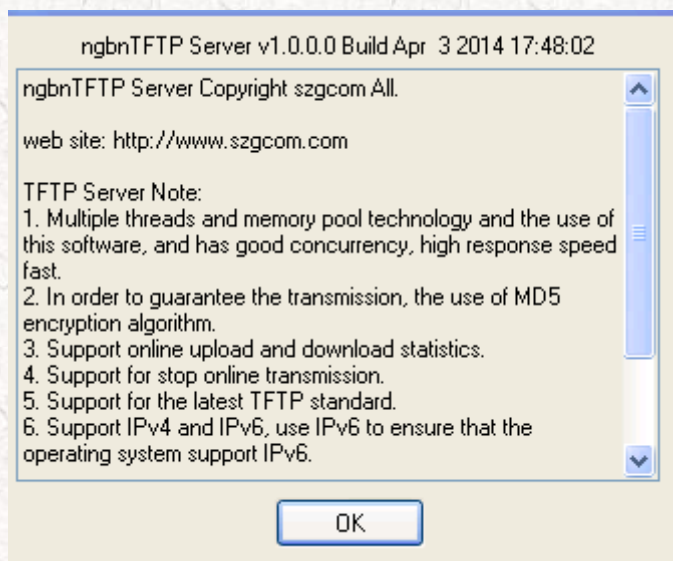 ngbnTFTP Server v1.0.0.0 Build Apr  3 2014 17:48:02
ngbnTFTP Server Copyright szgcom All.
web site: http://www.szgcom.com
TFTP Server Note:
1. Multiple threads and memory pool technology and the use of
this software, and has good concurrency, high response speed
fast.
2. In order to guarantee the transmission, the use of MD5
encryption algorithm.
3. Support online upload and download statistics.
4. Support for stop online transmission.
5. Support for the latest TFTP standard.
6. Support IPv4 and IPv6, use IPv6 to ensure that the
operating system support IPv6.
OK